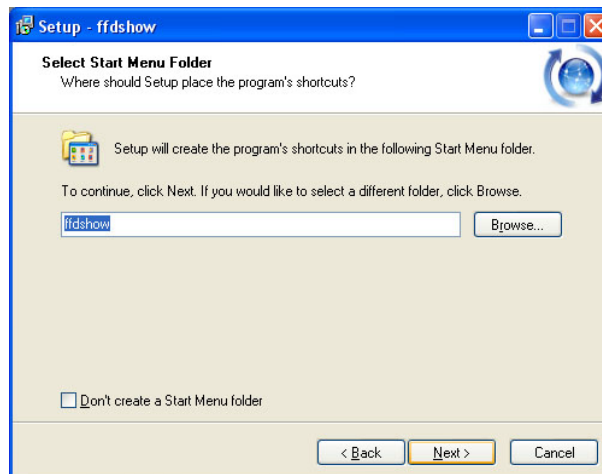 Setup - ffdshow
Select Start Menu Folder
Where should Setup place the program's shortcuts?
Setup will create the program's shortcuts in the following Start Menu folder.
To continue, click Next. If you would like to select a different folder, click Browse.
ffdshow
Browse...
Don't create a Start Menu folder
< Back
Next >
Cancel